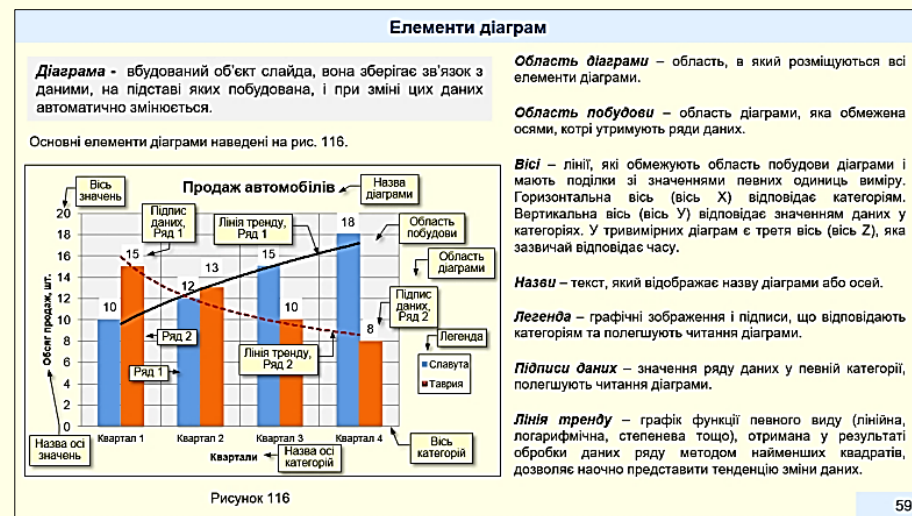 Елементи діаграм
Діаграма - вбудований об'єкт слайда, вона зберігає зв'язок з
даними, на підставі яких побудована, і при зміні цих даних
автоматично змінюється.
Основні елементи діаграми наведені на рис. 116.
Вісь
значень
Продаж автомобілів
Назва
діаграми
Підпис
даних,
Ряд 1
Лінія тренду,
Ряд 1
Область
побудови
Область
діаграми
Підпис
даних,
Ряд 2
Легенда
Славута
Таврия
Ряд 2
Ряд 1
Лінія тренду,
Ряд 2
Обсяг продаж, шт.
20
18
16
14
12
10
8
6
4
2
0
10
15
12
13
15
10
18
8
Квартал 1
Квартал 2
Квартал 3
Квартал 4
Квартали
Назва осі
значень
Назва осі
категорій
Вісь
категорій
Рисунок 116
Область діаграми – область, в якій розміщуються всі
елементи діаграми.
Область побудови – область діаграми, яка обмежена
осями, котрі утримують ряди даних.
Вісі – лінії, які обмежують область побудови діаграми і
мають поділки зі значеннями певних одиниць виміру.
Горизонтальна вісь (вісь X) відповідає категоріям.
Вертикальна вісь (вісь У) відповідає значенням даних у
категоріях. У тривимірних діаграм є третя вісь (вісь Z), яка
зазвичай відповідає часу.
Назви – текст, який відображає назву діаграми або осей.
Легенда – графічні зображення і підписи, що відповідають
категоріям та полегшують читання діаграми.
Підписи даних – значення ряду даних у певній категорії,
полегшують читання діаграми.
Лінія тренду – графік функції певного виду (лінійна,
логарифмічна, степенева тощо), отримана у результаті
обробки даних ряду методом найменших квадратів,
дозволяє наочно представити тенденцію зміни даних.
59